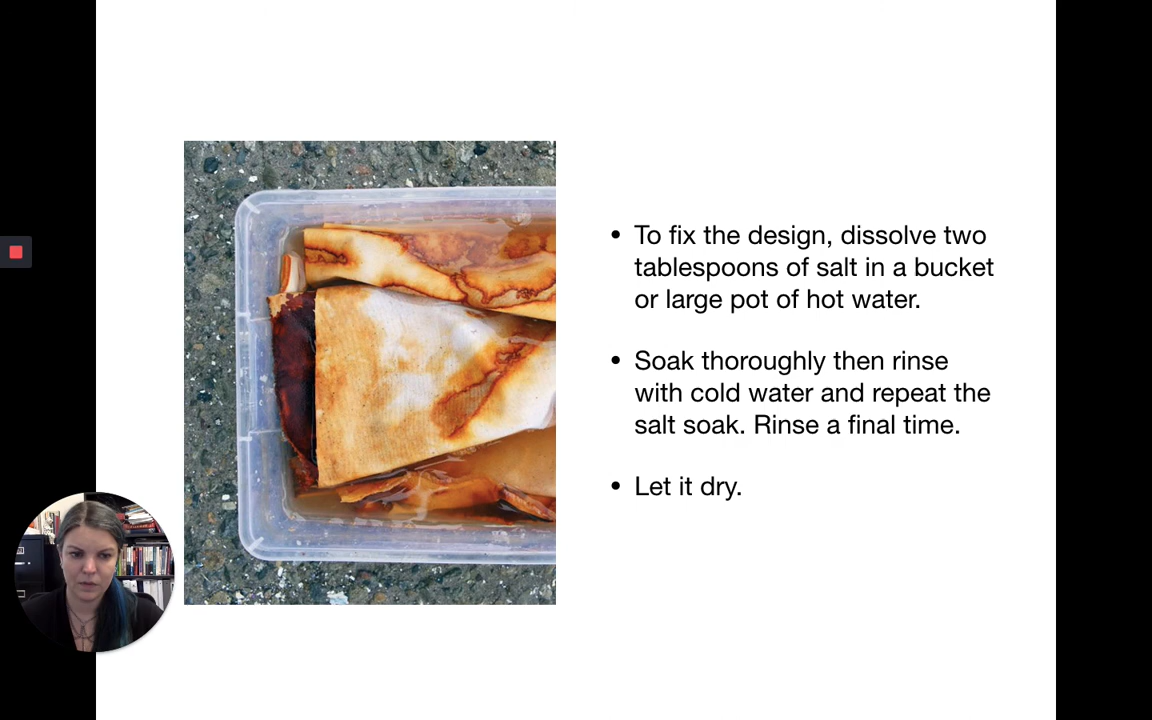 • To fix the design, dissolve two
tablespoons of salt in a bucket
or large pot of hot water.
• Soak thoroughly then rinse
with cold water and repeat the
salt soak. Rinse a final time.
• Let it dry.